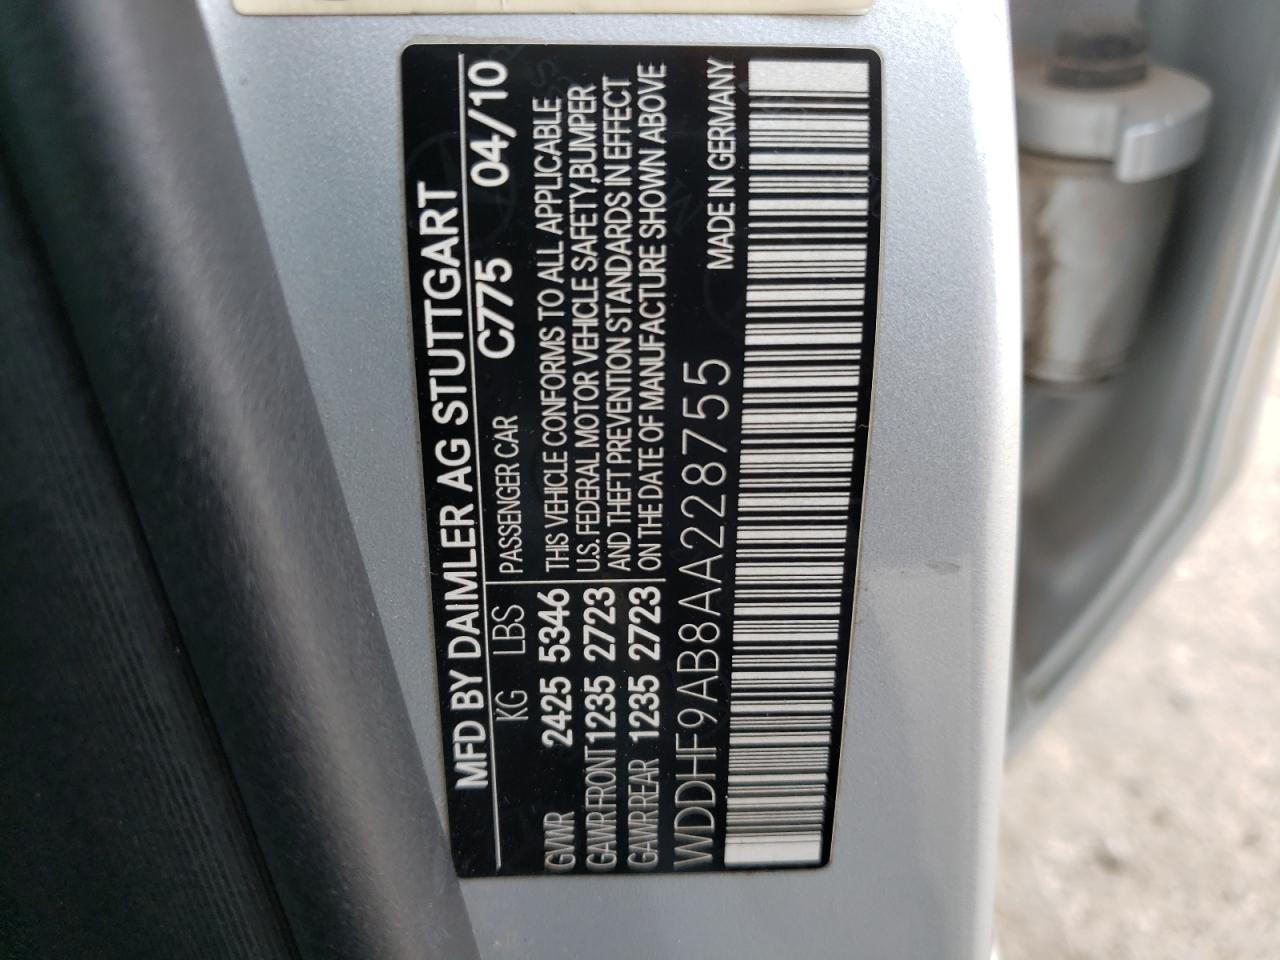 MFD BY DAIMLER AG STUTTGART
C775 04/10
KG LBS PASSENGER CAR
GVWR 2425 5346 THIS VEHICLE CONFORMS TO ALL APPLICABLE
GAWR FRONT 1235 2723 U.S. FEDERAL MOTOR VEHICLE SAFETY,BUMPER
GAWR REAR 1235 2723 AND THEFT PREVENTION STANDARDS IN EFFECT
ON THE DATE OF MANUFACTURE SHOWN ABOVE
WDDHF9AB8AA228755 MADE IN GERMANY